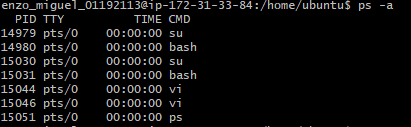 enzo_miguel_01192113@ip-172-31-33-84:/home/ubuntu$ ps -a
PID TTY TIME CMD
14979 pts/0 00:00:00 su
14980 pts/0 00:00:00 bash
15030 pts/0 00:00:00 su
15031 pts/0 00:00:00 bash
15044 pts/0 00:00:00 vi
15046 pts/0 00:00:00 vi
15051 pts/0 00:00:00 ps